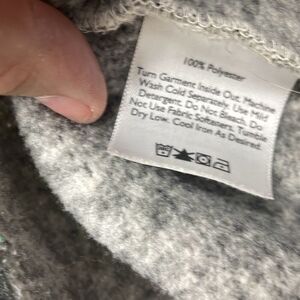 100% Polyester
Turn Garment Inside Out. Machine
Wash Cold Separately. Use Mild
Detergent. Do Not Bleach. Do
Not Use Fabric Softeners. Tumble
Dry Low. Cool Iron As Desired.